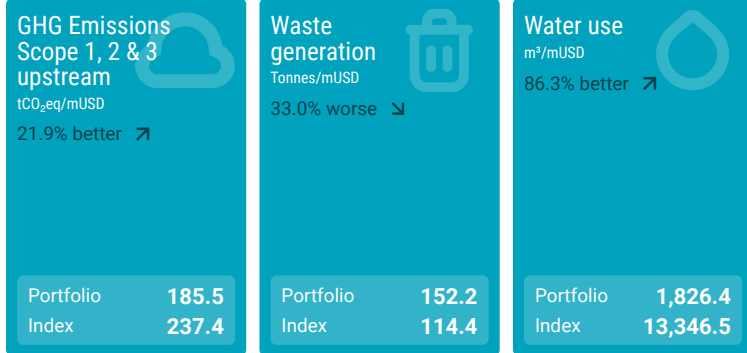 GHG Emissions
Scope 1, 2 & 3
upstream
tCO₂eq/mUSD
21.9% better
Portfolio 185.5
Index 237.4
Waste
generation
Tonnes/mUSD
33.0% worse
Portfolio 152.2
Index 114.4
Water use
m³/mUSD
86.3% better
Portfolio 1,826.4
Index 13,346.5